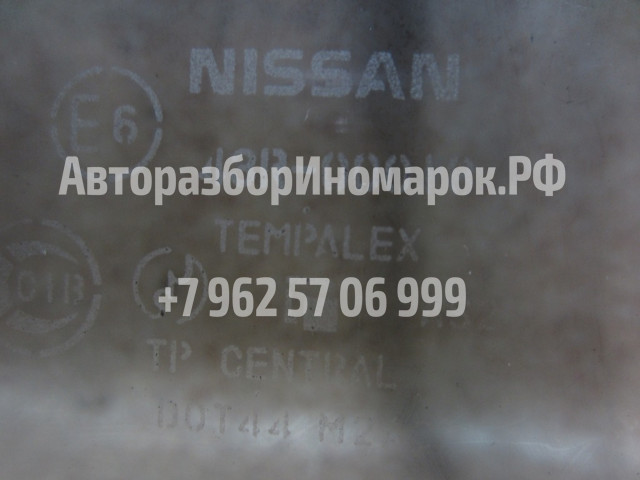 NISSAN
E6
АвторазборИномарок.РФ
TEMPALEX
+7 962 57 06 999
TP CENTRAL
DOT44 M2